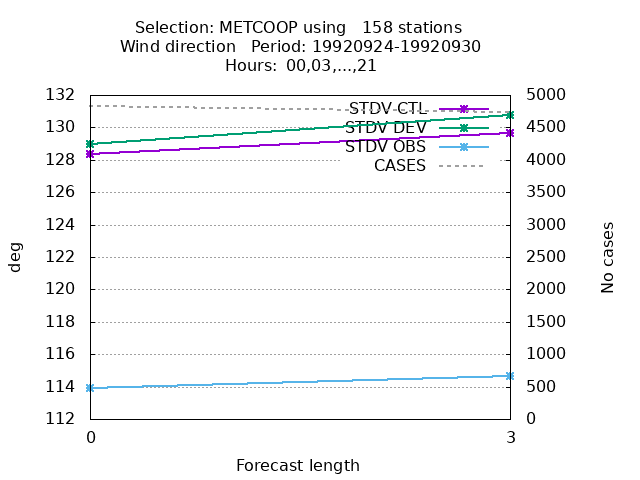 Selection: METCOOP using   158 stations
Wind direction   Period: 19920924-19920930
Hours:  00,03,...,21
132
130
128
126
124
122
120
118
116
114
112
deg
STDV CTL
STDV DEV
STDV OBS
CASES
5000
4500
4000
3500
3000
2500
2000
1500
1000
500
0
No cases
0
3
Forecast length